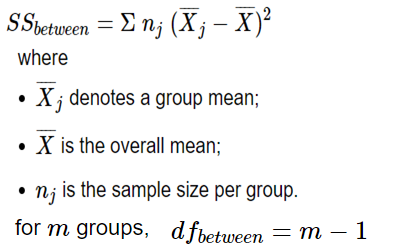 SS_between = Σ n_j (X̅_j − X̅)²
where
• X̅_j denotes a group mean;
• X̅ is the overall mean;
• n_j is the sample size per group.
for m groups, df_between = m − 1